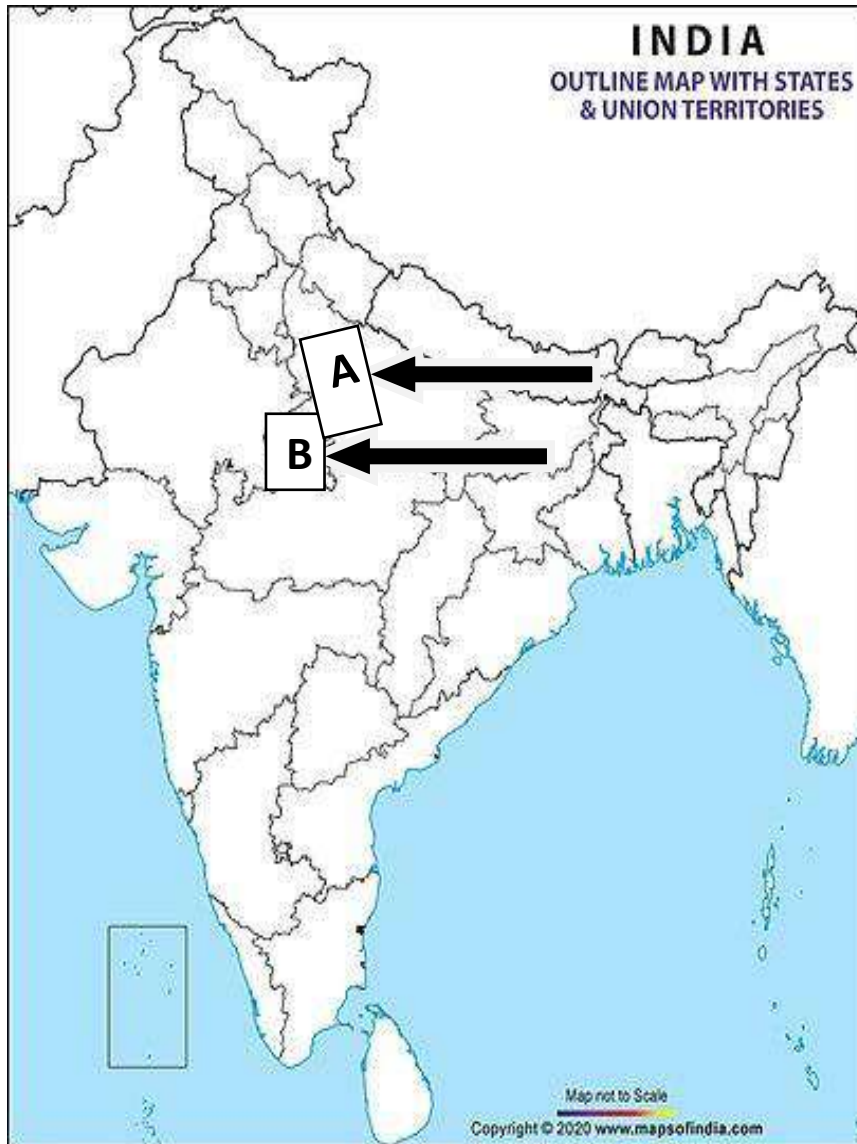 INDIA
OUTLINE MAP WITH STATES
& UNION TERRITORIES
A
B
Map not to Scale
Copyright © 2020 www.mapsofindia.com